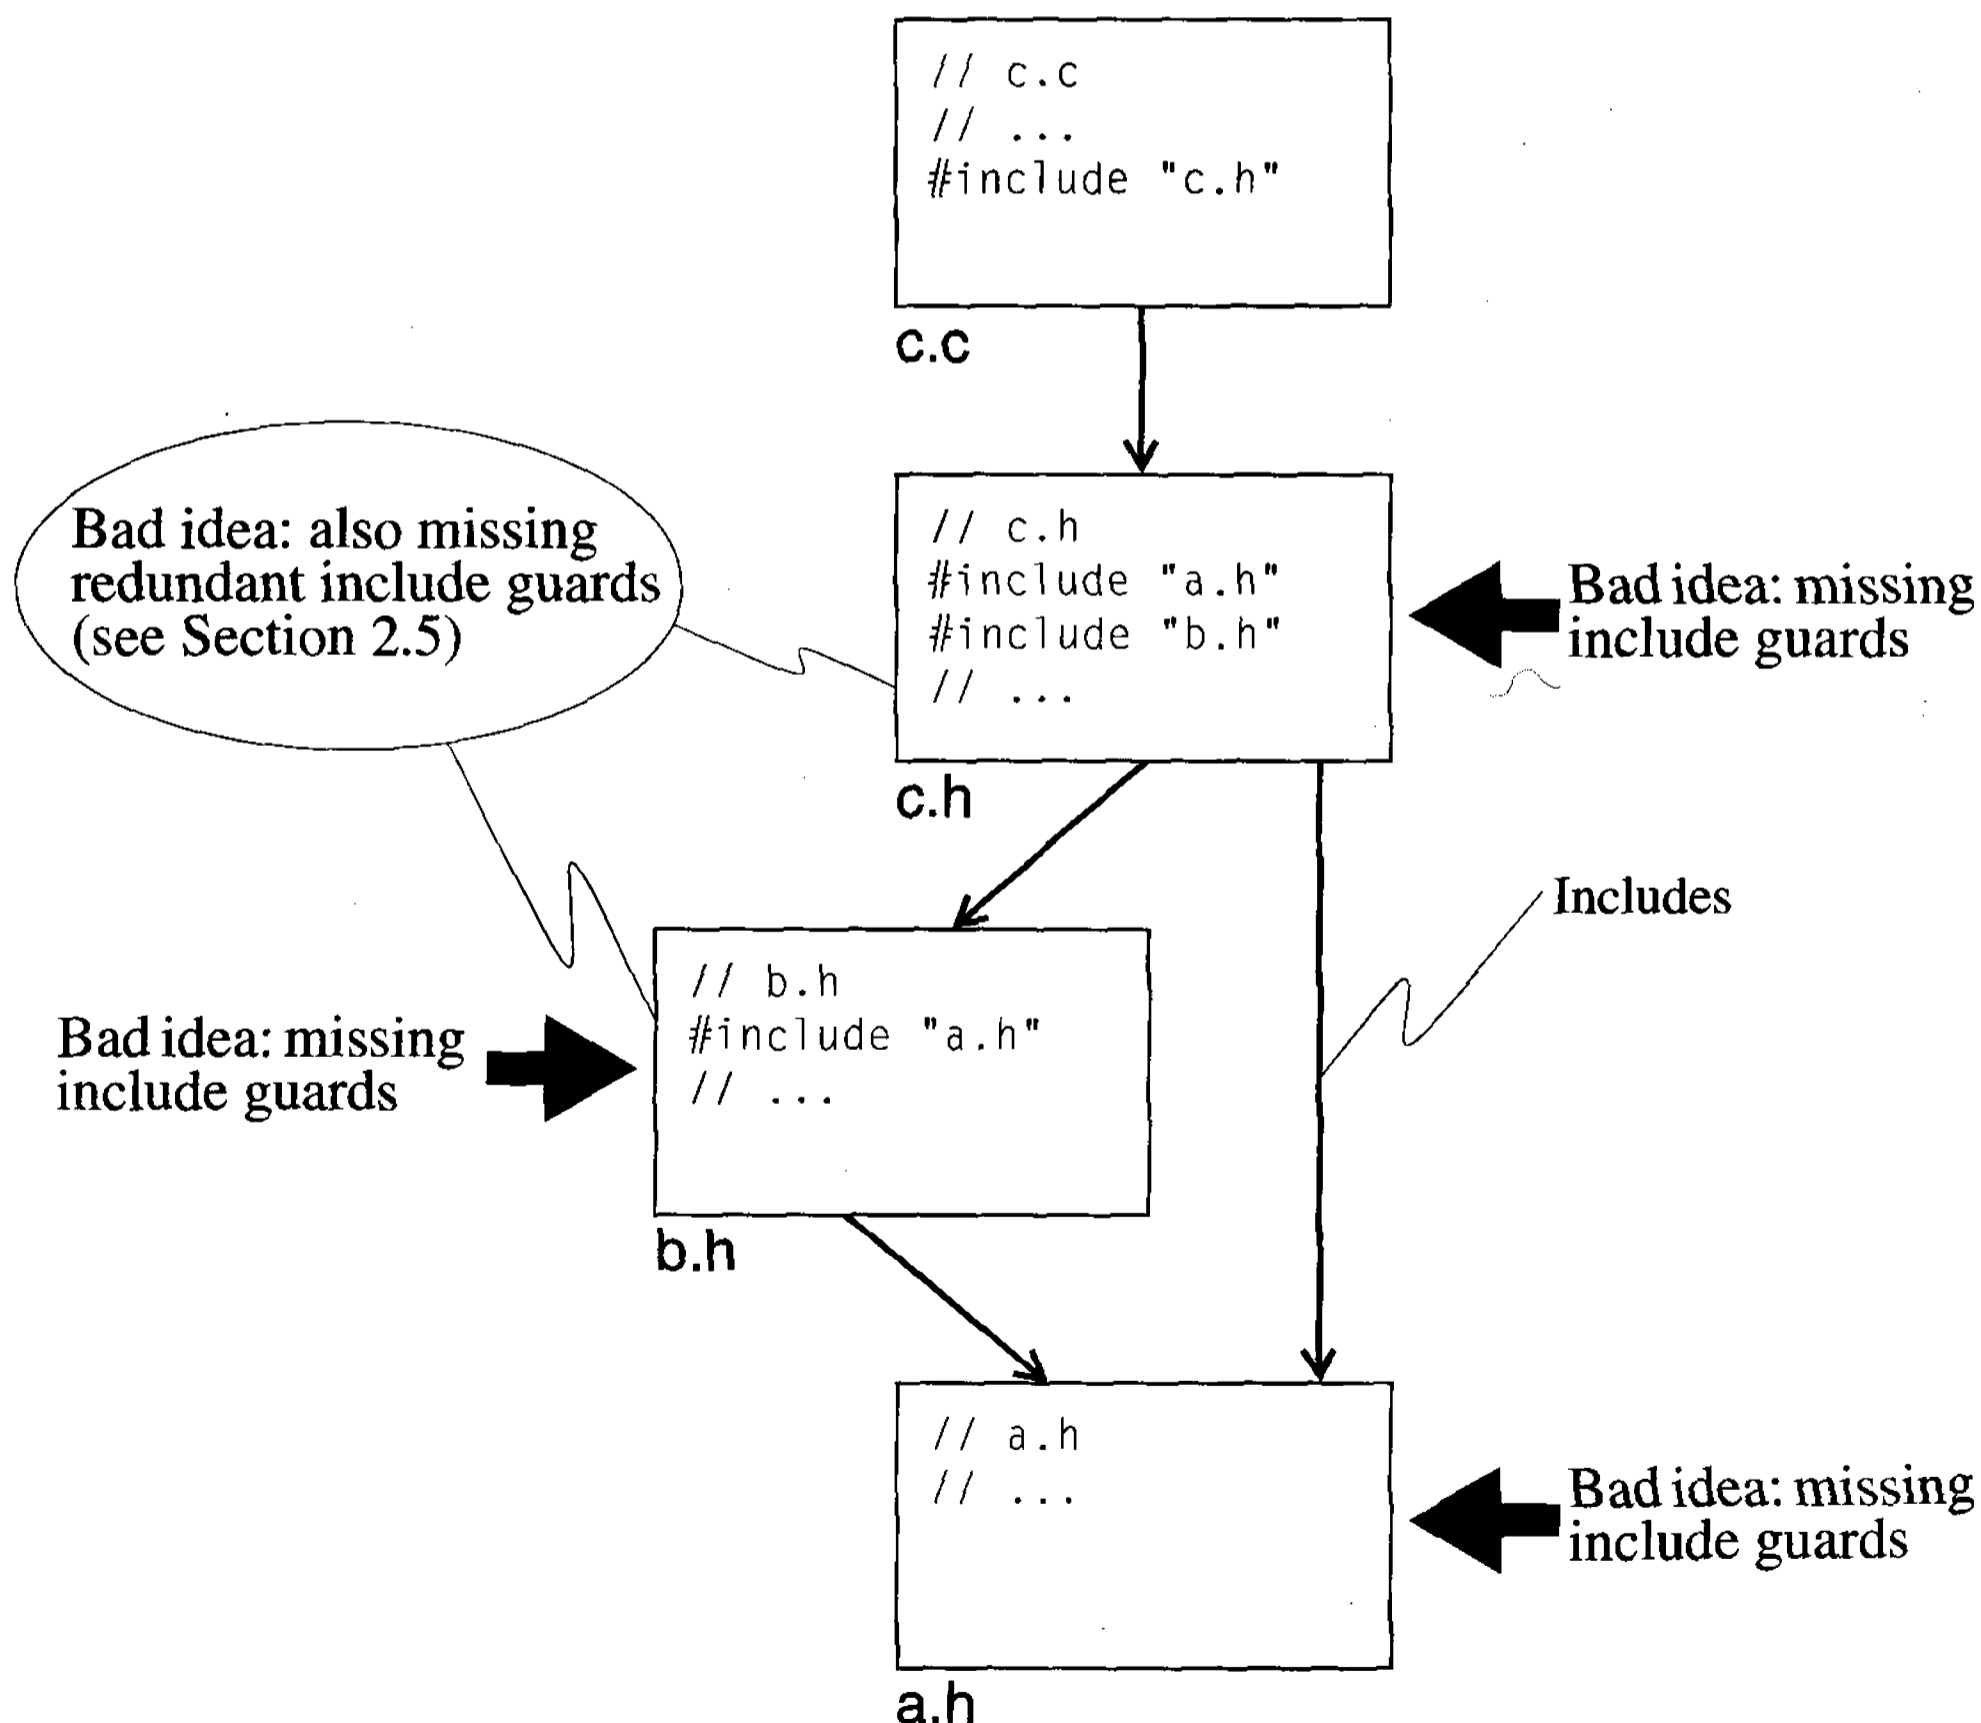 // c.c
// ...
#include "c.h"
c.c
Bad idea: also missing
redundant include guards
(see Section 2.5)
// c.h
#include "a.h"
#include "b.h"
// ...
c.h
Bad idea: missing
include guards
Includes
Bad idea: missing
include guards
// b.h
#include "a.h"
// ...
b.h
// a.h
// ...
a.h
Bad idea: missing
include guards